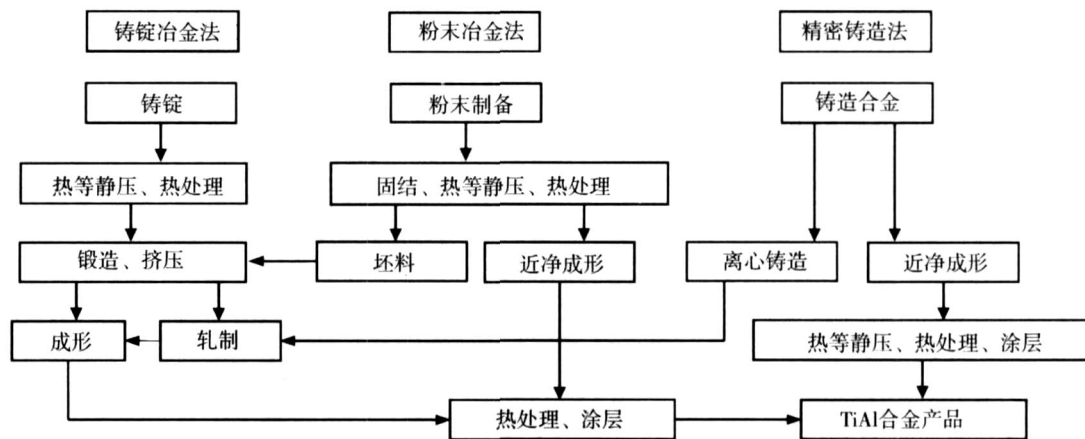 铸锭冶金法
粉末冶金法
精密铸造法
铸锭
粉末制备
铸造合金
热等静压、热处理
固结、热等静压、热处理
锻造、挤压
坯料
近净成形
离心铸造
近净成形
成形
轧制
热等静压、热处理、涂层
热处理、涂层
TiAl合金产品